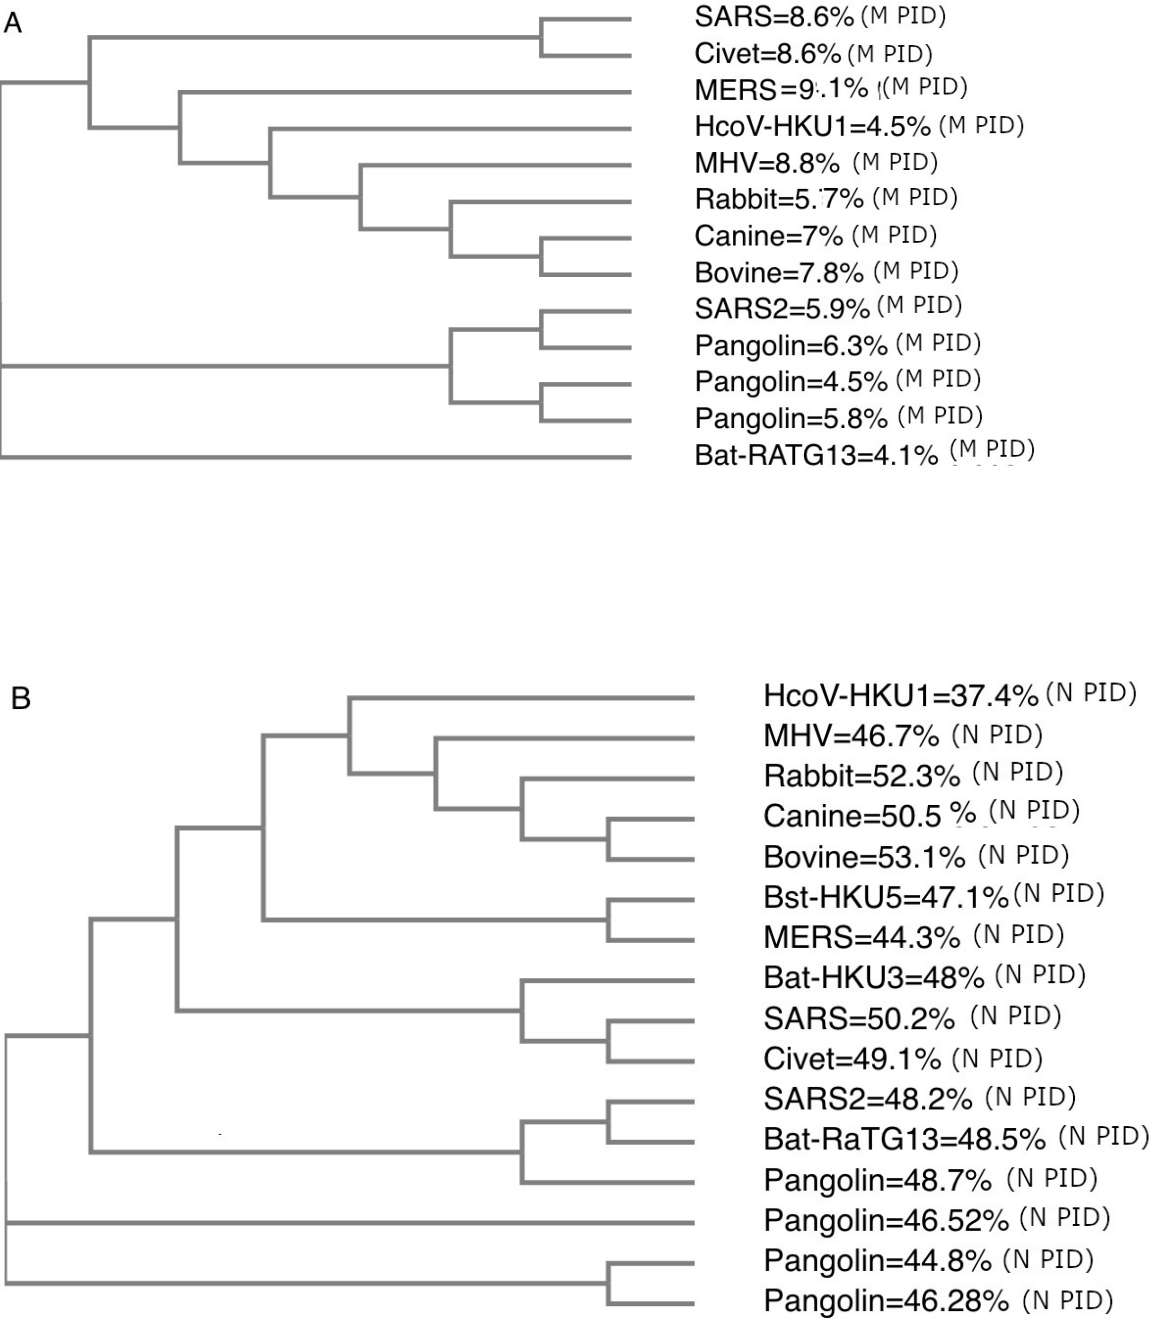 A
SARS=8.6% (M PID)
Civet=8.6% (M PID)
MERS=9.1% (M PID)
HcoV-HKU1=4.5% (M PID)
MHV=8.8% (M PID)
Rabbit=5.7% (M PID)
Canine=7% (M PID)
Bovine=7.8% (M PID)
SARS2=5.9% (M PID)
Pangolin=6.3% (M PID)
Pangolin=4.5% (M PID)
Pangolin=5.8% (M PID)
Bat-RATG13=4.1% (M PID)
B
HcoV-HKU1=37.4% (N PID)
MHV=46.7% (N PID)
Rabbit=52.3% (N PID)
Canine=50.5 % (N PID)
Bovine=53.1% (N PID)
Bst-HKU5=47.1% (N PID)
MERS=44.3% (N PID)
Bat-HKU3=48% (N PID)
SARS=50.2% (N PID)
Civet=49.1% (N PID)
SARS2=48.2% (N PID)
Bat-RaTG13=48.5% (N PID)
Pangolin=48.7% (N PID)
Pangolin=46.52% (N PID)
Pangolin=44.8% (N PID)
Pangolin=46.28% (N PID)